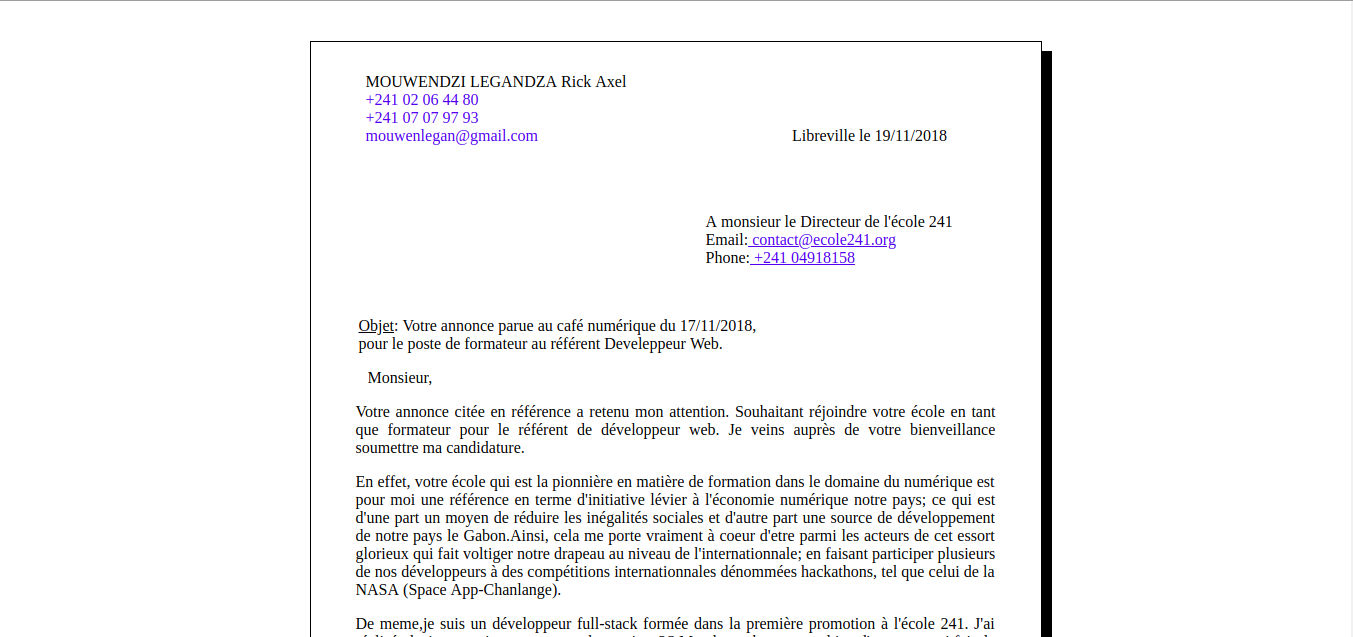 MOUWENDZI LEGANDZA Rick Axel
+241 02 06 44 80
+241 07 07 97 93
mouwenlegan@gmail.com
Libreville le 19/11/2018
A monsieur le Directeur de l'école 241
Email: contact@ecole241.org
Phone: +241 04918158
Objet: Votre annonce parue au café numérique du 17/11/2018,
pour le poste de formateur au référent Develeppeur Web.
Monsieur,
Votre annonce citée en référence a retenu mon attention. Souhaitant réjoindre votre école en tant
que formateur pour le référent de développeur web. Je veins auprès de votre bienveillance
soumettre ma candidature.
En effet, votre école qui est la pionnière en matière de formation dans le domaine du numérique est
pour moi une référence en terme d'initiative lévier à l'économie numérique notre pays; ce qui est
d'une part un moyen de réduire les inégalités sociales et d'autre part une source de développement
de notre pays le Gabon.Ainsi, cela me porte vraiment à coeur d'etre parmi les acteurs de cet essort
glorieux qui fait voltiger notre drapeau au niveau de l'internationnale; en faisant participer plusieurs
de nos développeurs à des compétitions internationnales dénommées hackathons, tel que celui de la
NASA (Space App-Chanlange).
De meme,je suis un développeur full-stack formée dans la première promotion à l'école 241. J'ai